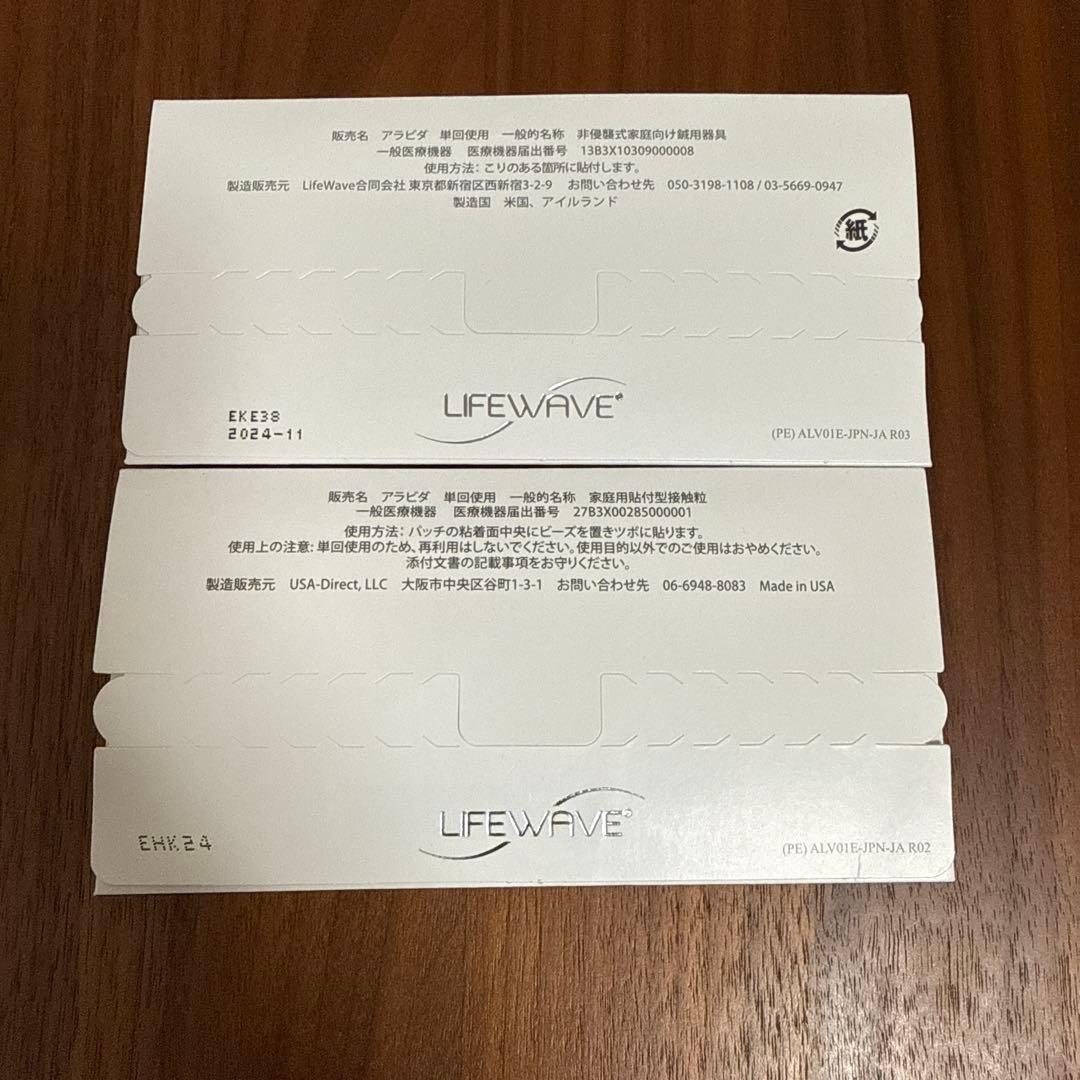 販売名 アラビダ 単回使用 一般的名称 非侵襲式家庭向け鍼用器具
一般医療機器 医療機器届出番号 13B3X10309000008
使用方法: こりのある箇所に貼付します。
製造販売元 LifeWave合同会社 東京都新宿区西新宿3-2-9 お問い合わせ先 050-3198-1108 / 03-5669-0947
製造国 米国、アイルランド
紙
EKE38
2024-11
LIFEWAVE
(PE) ALV01E-JPN-JA R03
販売名 アラビダ 単回使用 一般的名称 家庭用貼付型接触粒
一般医療機器 医療機器届出番号 27B3X00285000001
使用方法: パッチの粘着面中央にビーズを置きツボに貼ります。
使用上の注意: 単回使用のため、再利用はしないでください。使用目的以外でのご使用はおやめください。
添付文書の記載事項をお守りください。
製造販売元 USA-Direct, LLC 大阪市中央区谷町1-3-1 お問い合わせ先 06-6948-8083 Made in USA
EHK24
LIFEWAVE
(PE) ALV01E-JPN-JA R02